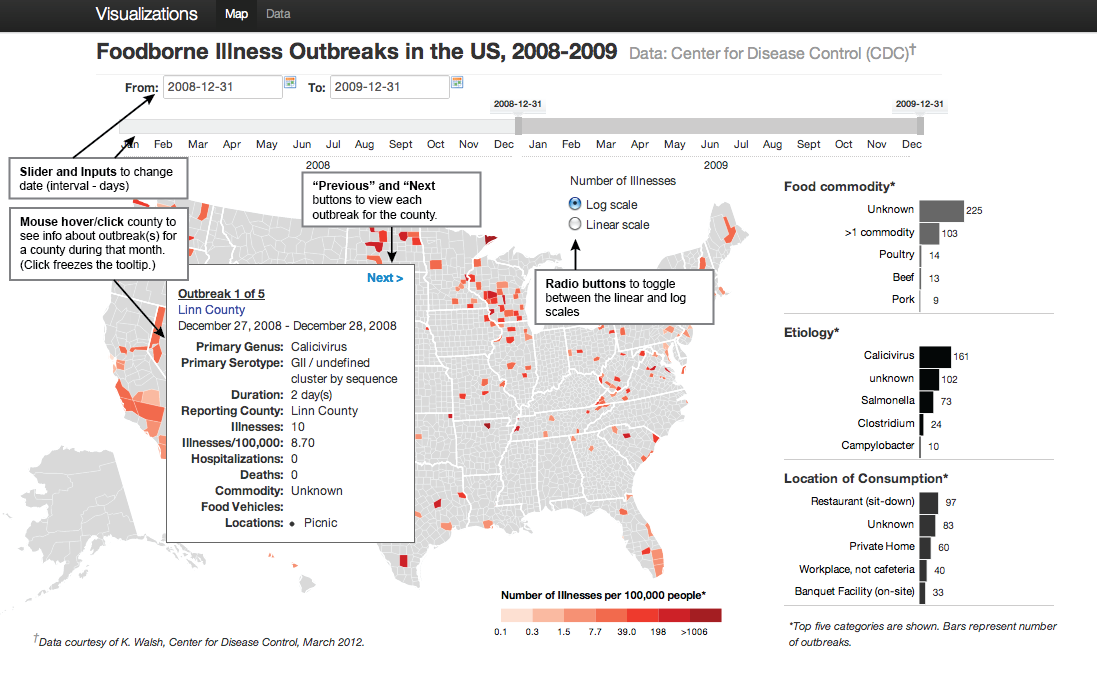 Visualizations Map Data
Foodborne Illness Outbreaks in the US, 2008-2009 Data: Center for Disease Control (CDC)†
From: 2008-12-31 To: 2009-12-31
2008-12-31 2009-12-31
Jan Feb Mar Apr May Jun Jul Aug Sept Oct Nov Dec Jan Feb Mar Apr May Jun Jul Aug Sept Oct Nov Dec
2008 2009
Slider and Inputs to change
date (interval - days)
Mouse hover/click county to
see info about outbreak(s) for
a county during that month.
(Click freezes the tooltip.)
“Previous” and “Next
buttons to view each
outbreak for the county.
Number of Illnesses
Log scale
Linear scale
Radio buttons to toggle
between the linear and log
scales
Next >
Outbreak 1 of 5
Linn County
December 27, 2008 - December 28, 2008
Primary Genus: Calicivirus
Primary Serotype: GII / undefined
cluster by sequence
Duration: 2 day(s)
Reporting County: Linn County
Illnesses: 10
Illnesses/100,000: 8.70
Hospitalizations: 0
Deaths: 0
Commodity: Unknown
Food Vehicles:
Locations: • Picnic
Food commodity*
Unknown 225
>1 commodity 103
Poultry 14
Beef 13
Pork 9
Etiology*
Calicivirus 161
unknown 102
Salmonella 73
Clostridium 24
Campylobacter 10
Location of Consumption*
Restaurant (sit-down) 97
Unknown 83
Private Home 60
Workplace, not cafeteria 40
Banquet Facility (on-site) 33
*Top five categories are shown. Bars represent number
of outbreaks.
Number of Illnesses per 100,000 people*
0.1 0.3 1.5 7.7 39.0 198 >1006
†Data courtesy of K. Walsh, Center for Disease Control, March 2012.